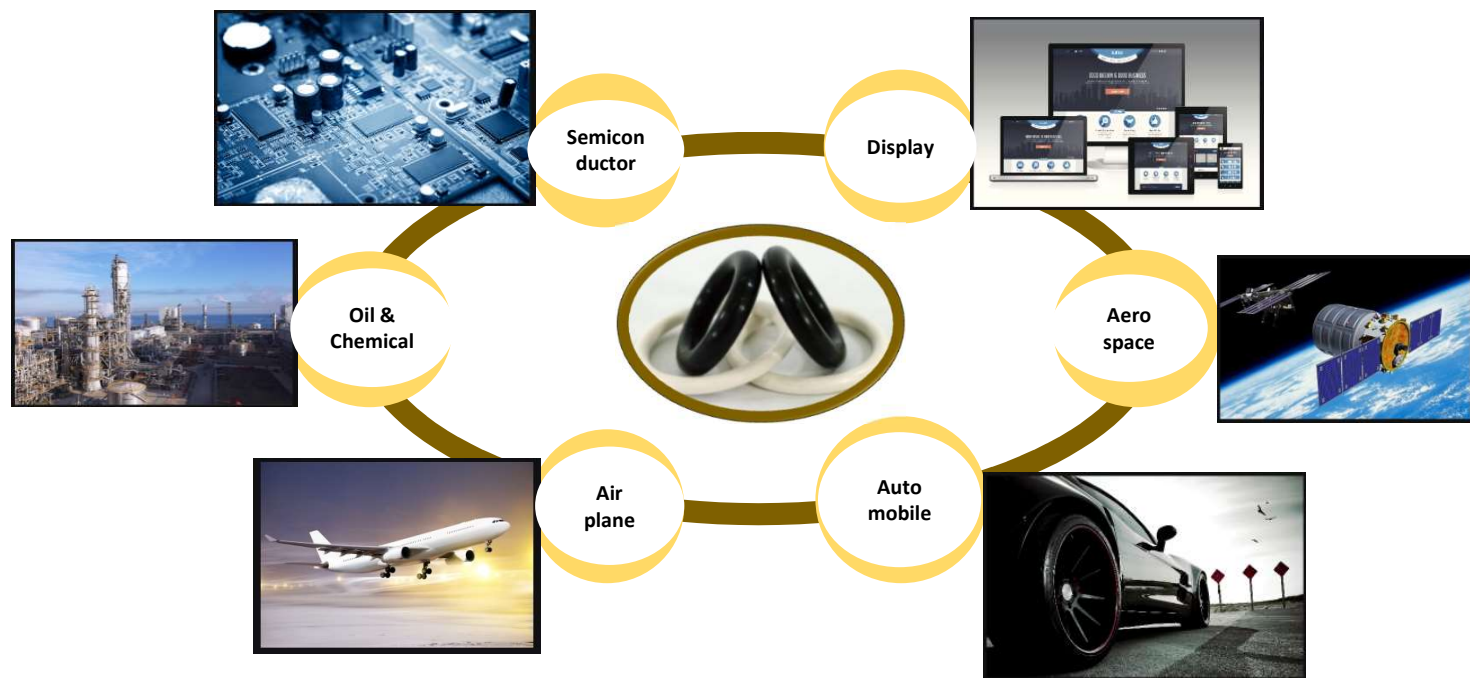 Semicon
ductor
Display
Oil &
Chemical
Aero
space
Air
plane
Auto
mobile